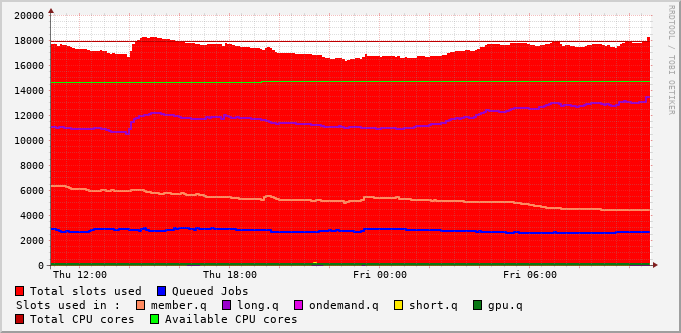 20000
18000
16000
14000
12000
10000
8000
6000
4000
2000
0
Thu 12:00 Thu 18:00 Fri 00:00 Fri 06:00
RRDTOOL / TOBI OETIKER
Total slots used Queued Jobs
Slots used in : member.q long.q ondemand.q short.q gpu.q
Total CPU cores Available CPU cores